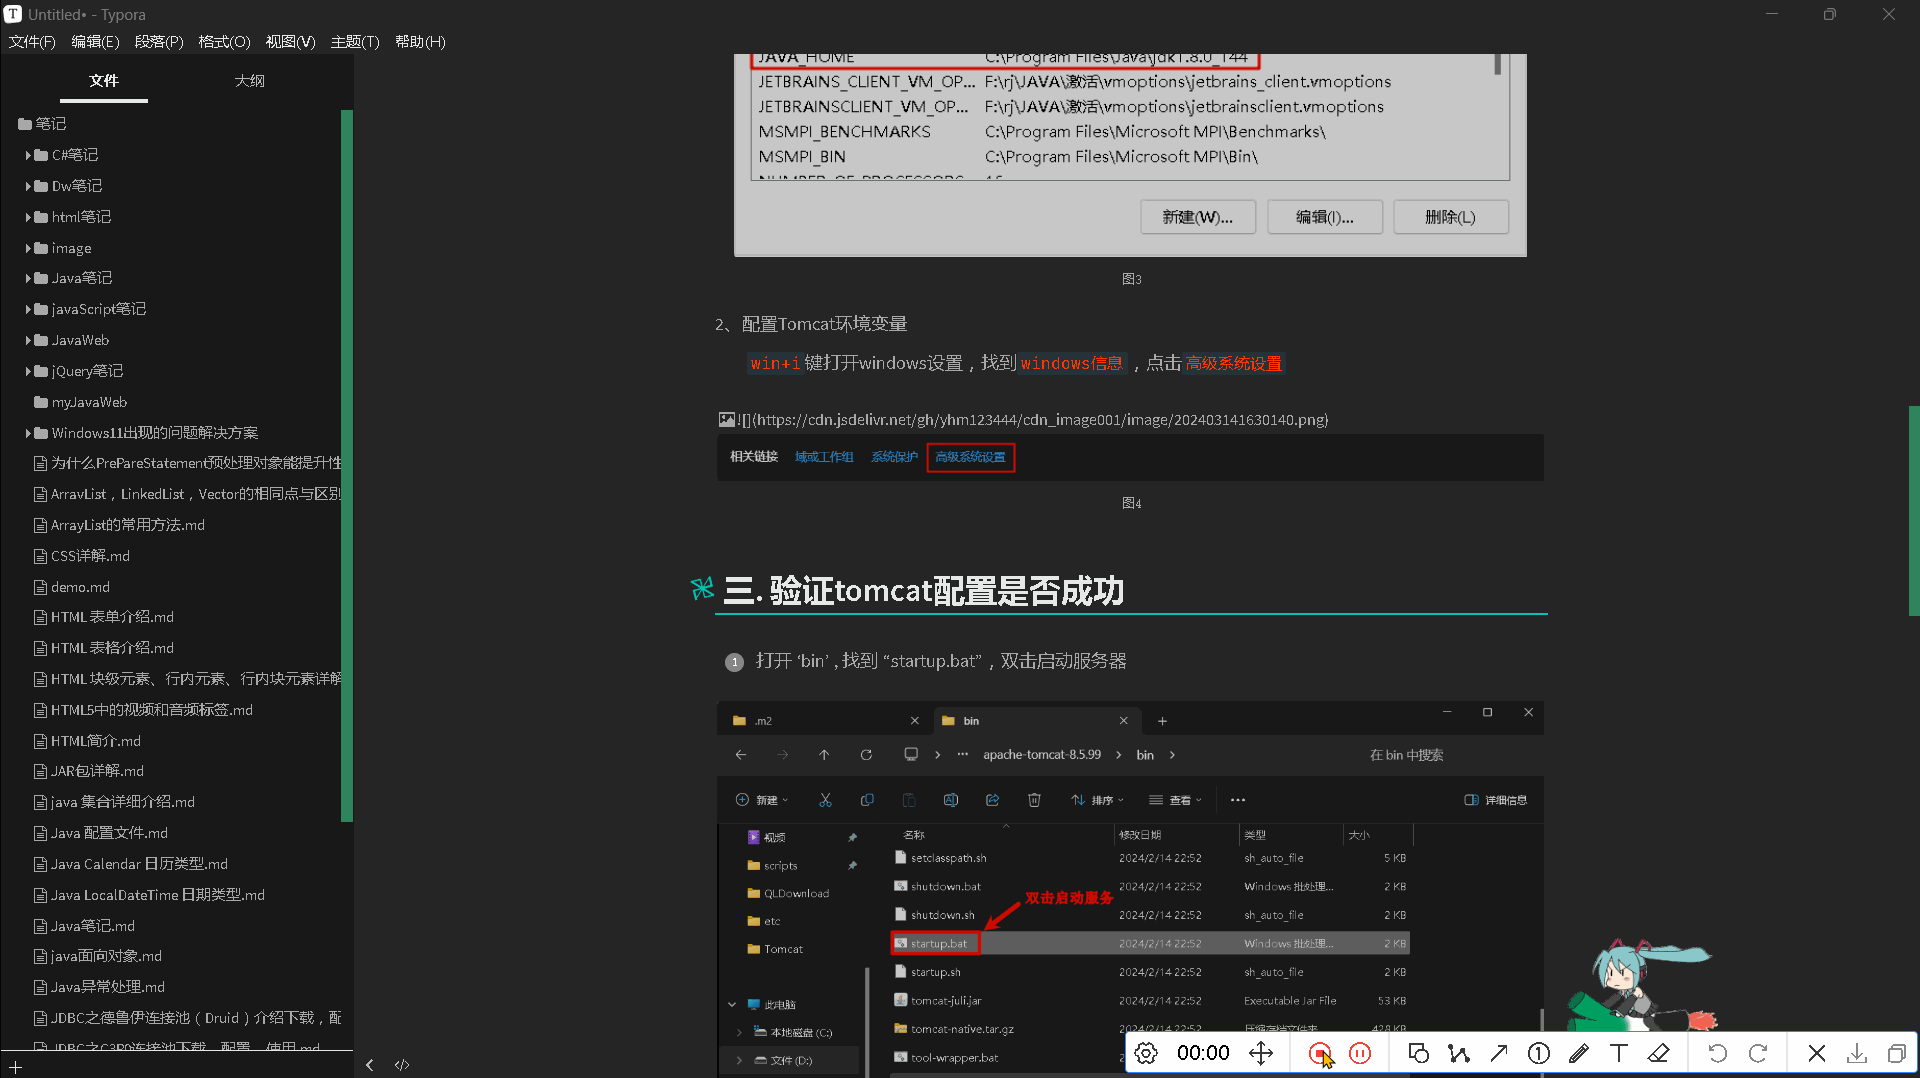 Untitled• - Typora
文件(F) 编辑(E) 段落(P) 格式(O) 视图(V) 主题(T) 帮助(H)
文件 大纲
笔记
C#笔记
Dw笔记
html笔记
image
Java笔记
javaScript笔记
JavaWeb
jQuery笔记
myJavaWeb
Windows11出现的问题解决方案
为什么PrePareStatement预处理对象能提升性
ArrayList，LinkedList，Vector的相同点与区别
ArrayList的常用方法.md
CSS详解.md
demo.md
HTML 表单介绍.md
HTML 表格介绍.md
HTML 块级元素、行内元素、行内块元素详解
HTML5中的视频和音频标签.md
HTML简介.md
JAR包详解.md
java 集合详细介绍.md
Java 配置文件.md
Java Calendar 日历类型.md
Java LocalDateTime 日期类型.md
Java笔记.md
java面向对象.md
Java异常处理.md
JDBC之德鲁伊连接池（Druid）介绍下载，配
JDBC之C3P0连接池下载、配置、使用.md
JAVA_HOME C:\Program Files\Java\jdk1.8.0_144
JETBRAINS_CLIENT_VM_OP... F:\rj\JAVA\激活\vmoptions\jetbrains_client.vmoptions
JETBRAINSCLIENT_VM_OP... F:\rj\JAVA\激活\vmoptions\jetbrainsclient.vmoptions
MSMPI_BENCHMARKS C:\Program Files\Microsoft MPI\Benchmarks\
MSMPI_BIN C:\Program Files\Microsoft MPI\Bin\
NUMBER_OF_PROCESSORS 16
新建(W)... 编辑(I)... 删除(L)
图3
2、配置Tomcat环境变量
win+i键打开windows设置，找到windows信息，点击高级系统设置
![](https://cdn.jsdelivr.net/gh/yhm123444/cdn_image001/image/202403141630140.png)
相关链接 域或工作组 系统保护 高级系统设置
图4
三. 验证tomcat配置是否成功
1 打开 ‘bin’ , 找到 “startup.bat”，双击启动服务器
.m2 bin
apache-tomcat-8.5.99 bin 在 bin 中搜索
新建 排序 查看 详细信息
名称 修改日期 类型 大小
视频
scripts
QLDownload
etc
Tomcat
此电脑
本地磁盘 (C:)
文件 (D:)
setclasspath.sh 2024/2/14 22:52 sh_auto_file 5 KB
shutdown.bat 2024/2/14 22:52 Windows 批处理... 2 KB
双击启动服务
shutdown.sh 2024/2/14 22:52 sh_auto_file 2 KB
startup.bat 2024/2/14 22:52 Windows 批处理... 2 KB
startup.sh 2024/2/14 22:52 sh_auto_file 2 KB
tomcat-juli.jar 2024/2/14 22:52 Executable Jar File 53 KB
tomcat-native.tar.gz 2024/2/14 22:52 压缩存档文件夹 428 KB
tool-wrapper.bat
00:00